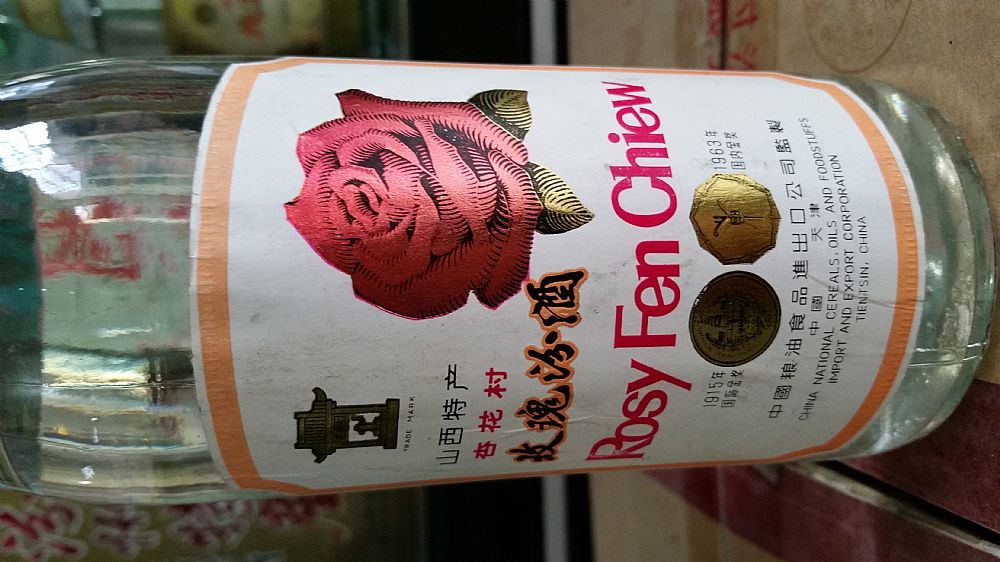 TRADE MARK
山西特产
杏花村
玫瑰汾酒
Rosy Fen Chiew
1915年
国际金奖
1963年
国内金奖
中國粮油食品進出口公司監製
中國 天津
CHINA NATIONAL CEREALS, OILS AND FOODSTUFFS
IMPORT AND EXPORT CORPORATION
TIENTSIN, CHINA